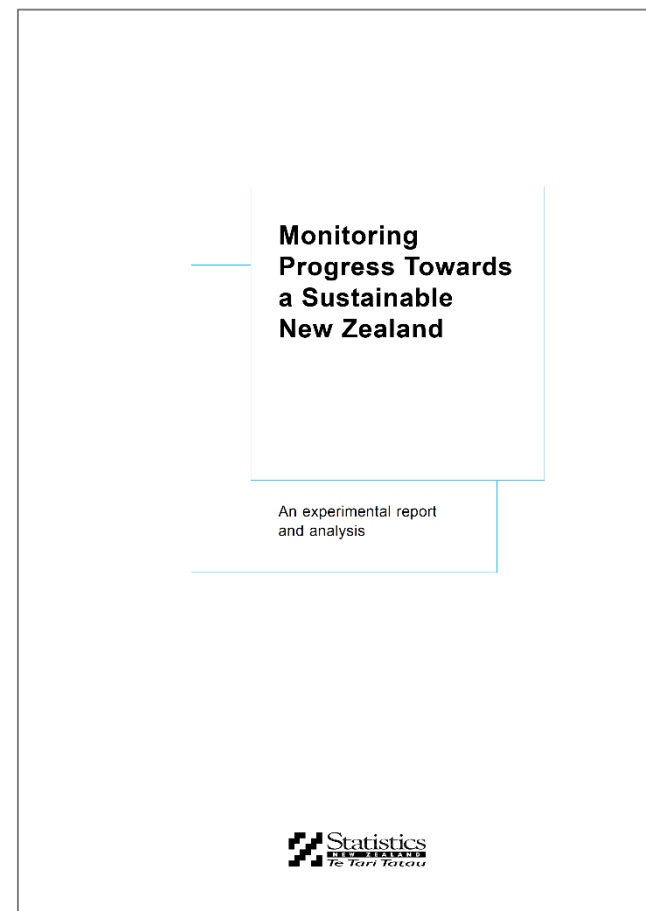 Monitoring
Progress Towards
a Sustainable
New Zealand
An experimental report
and analysis
Statistics
NEW ZEALAND
Te Tari Tatau